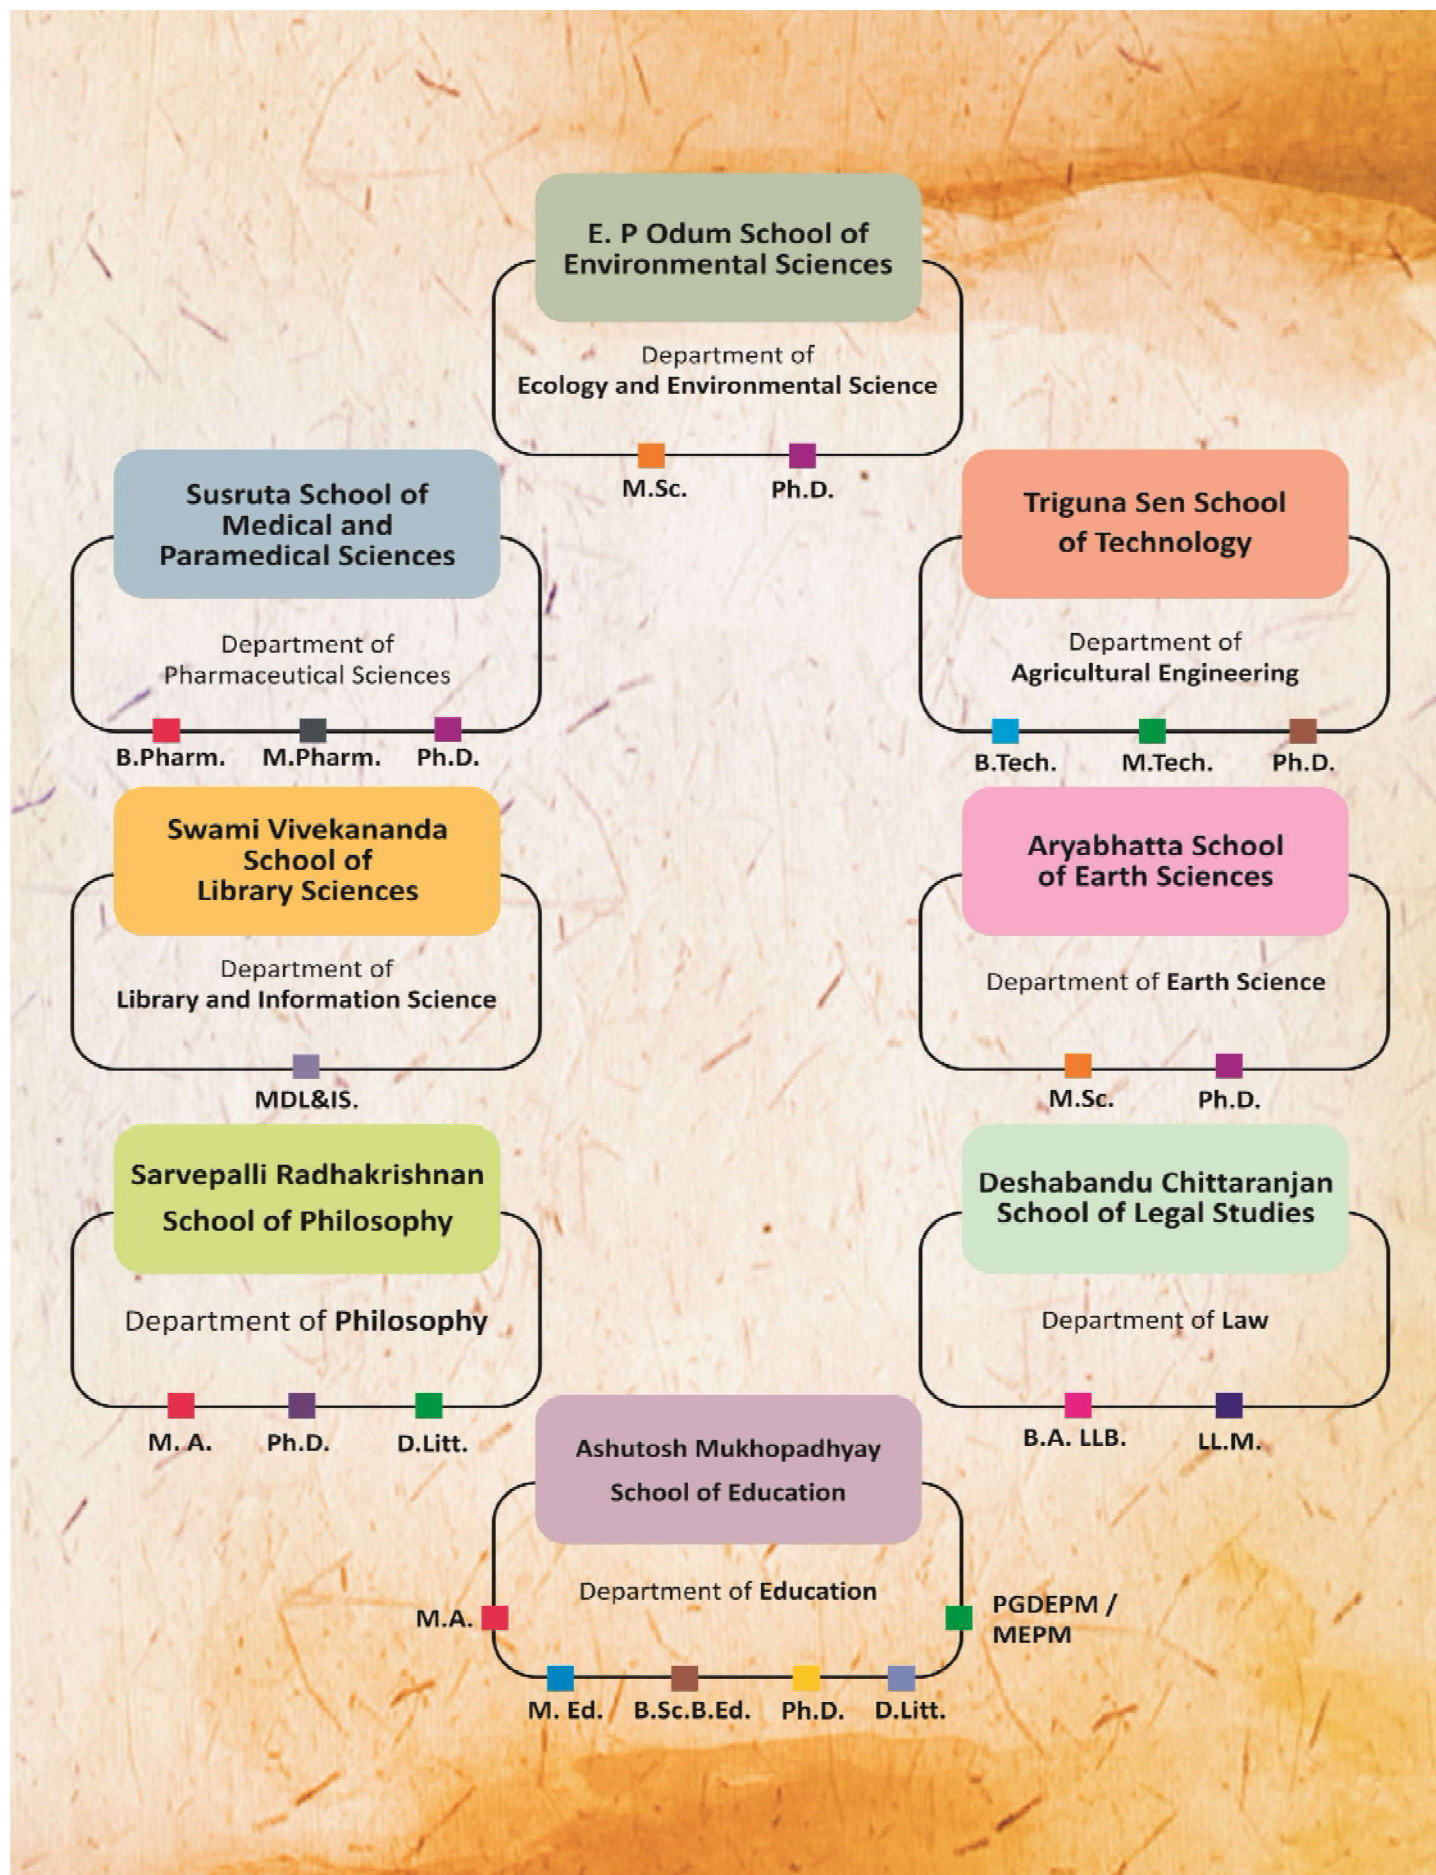 E. P Odum School of
Environmental Sciences
Department of
Ecology and Environmental Science
M.Sc. Ph.D.
Susruta School of
Medical and
Paramedical Sciences
Department of
Pharmaceutical Sciences
B.Pharm. M.Pharm. Ph.D.
Triguna Sen School
of Technology
Department of
Agricultural Engineering
B.Tech. M.Tech. Ph.D.
Swami Vivekananda
School of
Library Sciences
Department of
Library and Information Science
MDL&IS.
Aryabhatta School
of Earth Sciences
Department of Earth Science
M.Sc. Ph.D.
Sarvepalli Radhakrishnan
School of Philosophy
Department of Philosophy
M. A. Ph.D. D.Litt.
Deshabandu Chittaranjan
School of Legal Studies
Department of Law
B.A. LLB. LL.M.
Ashutosh Mukhopadhyay
School of Education
Department of Education
M.A.
PGDEPM /
MEPM
M. Ed. B.Sc.B.Ed. Ph.D. D.Litt.